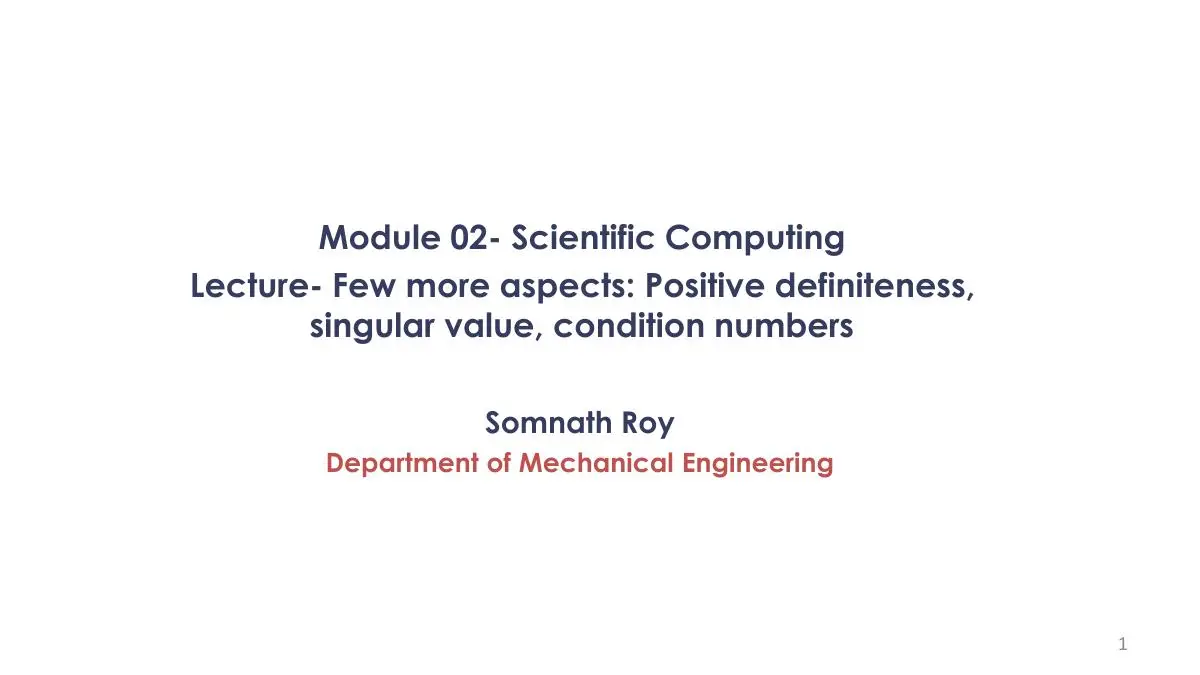 Module 02- Scientific Computing
Lecture- Few more aspects: Positive definiteness,
singular value, condition numbers
Somnath Roy
Department of Mechanical Engineering
1